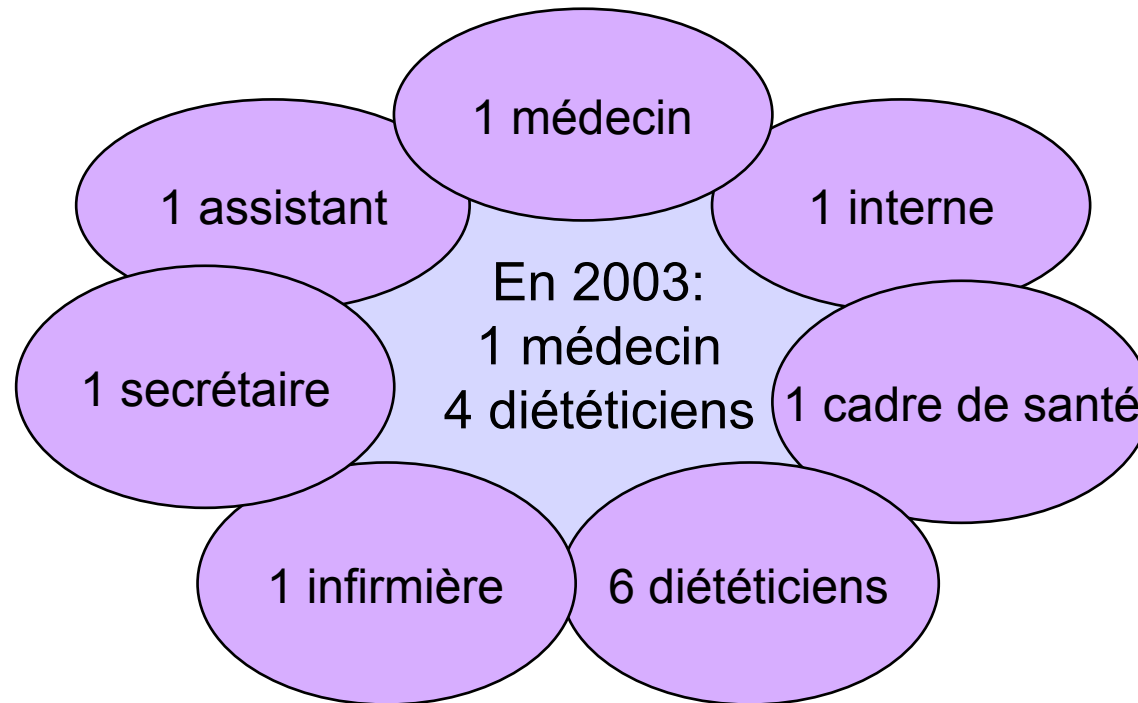 1 médecin
1 assistant
1 interne
En 2003:
1 médecin
4 diététiciens
1 secrétaire
1 cadre de santé
1 infirmière
6 diététiciens